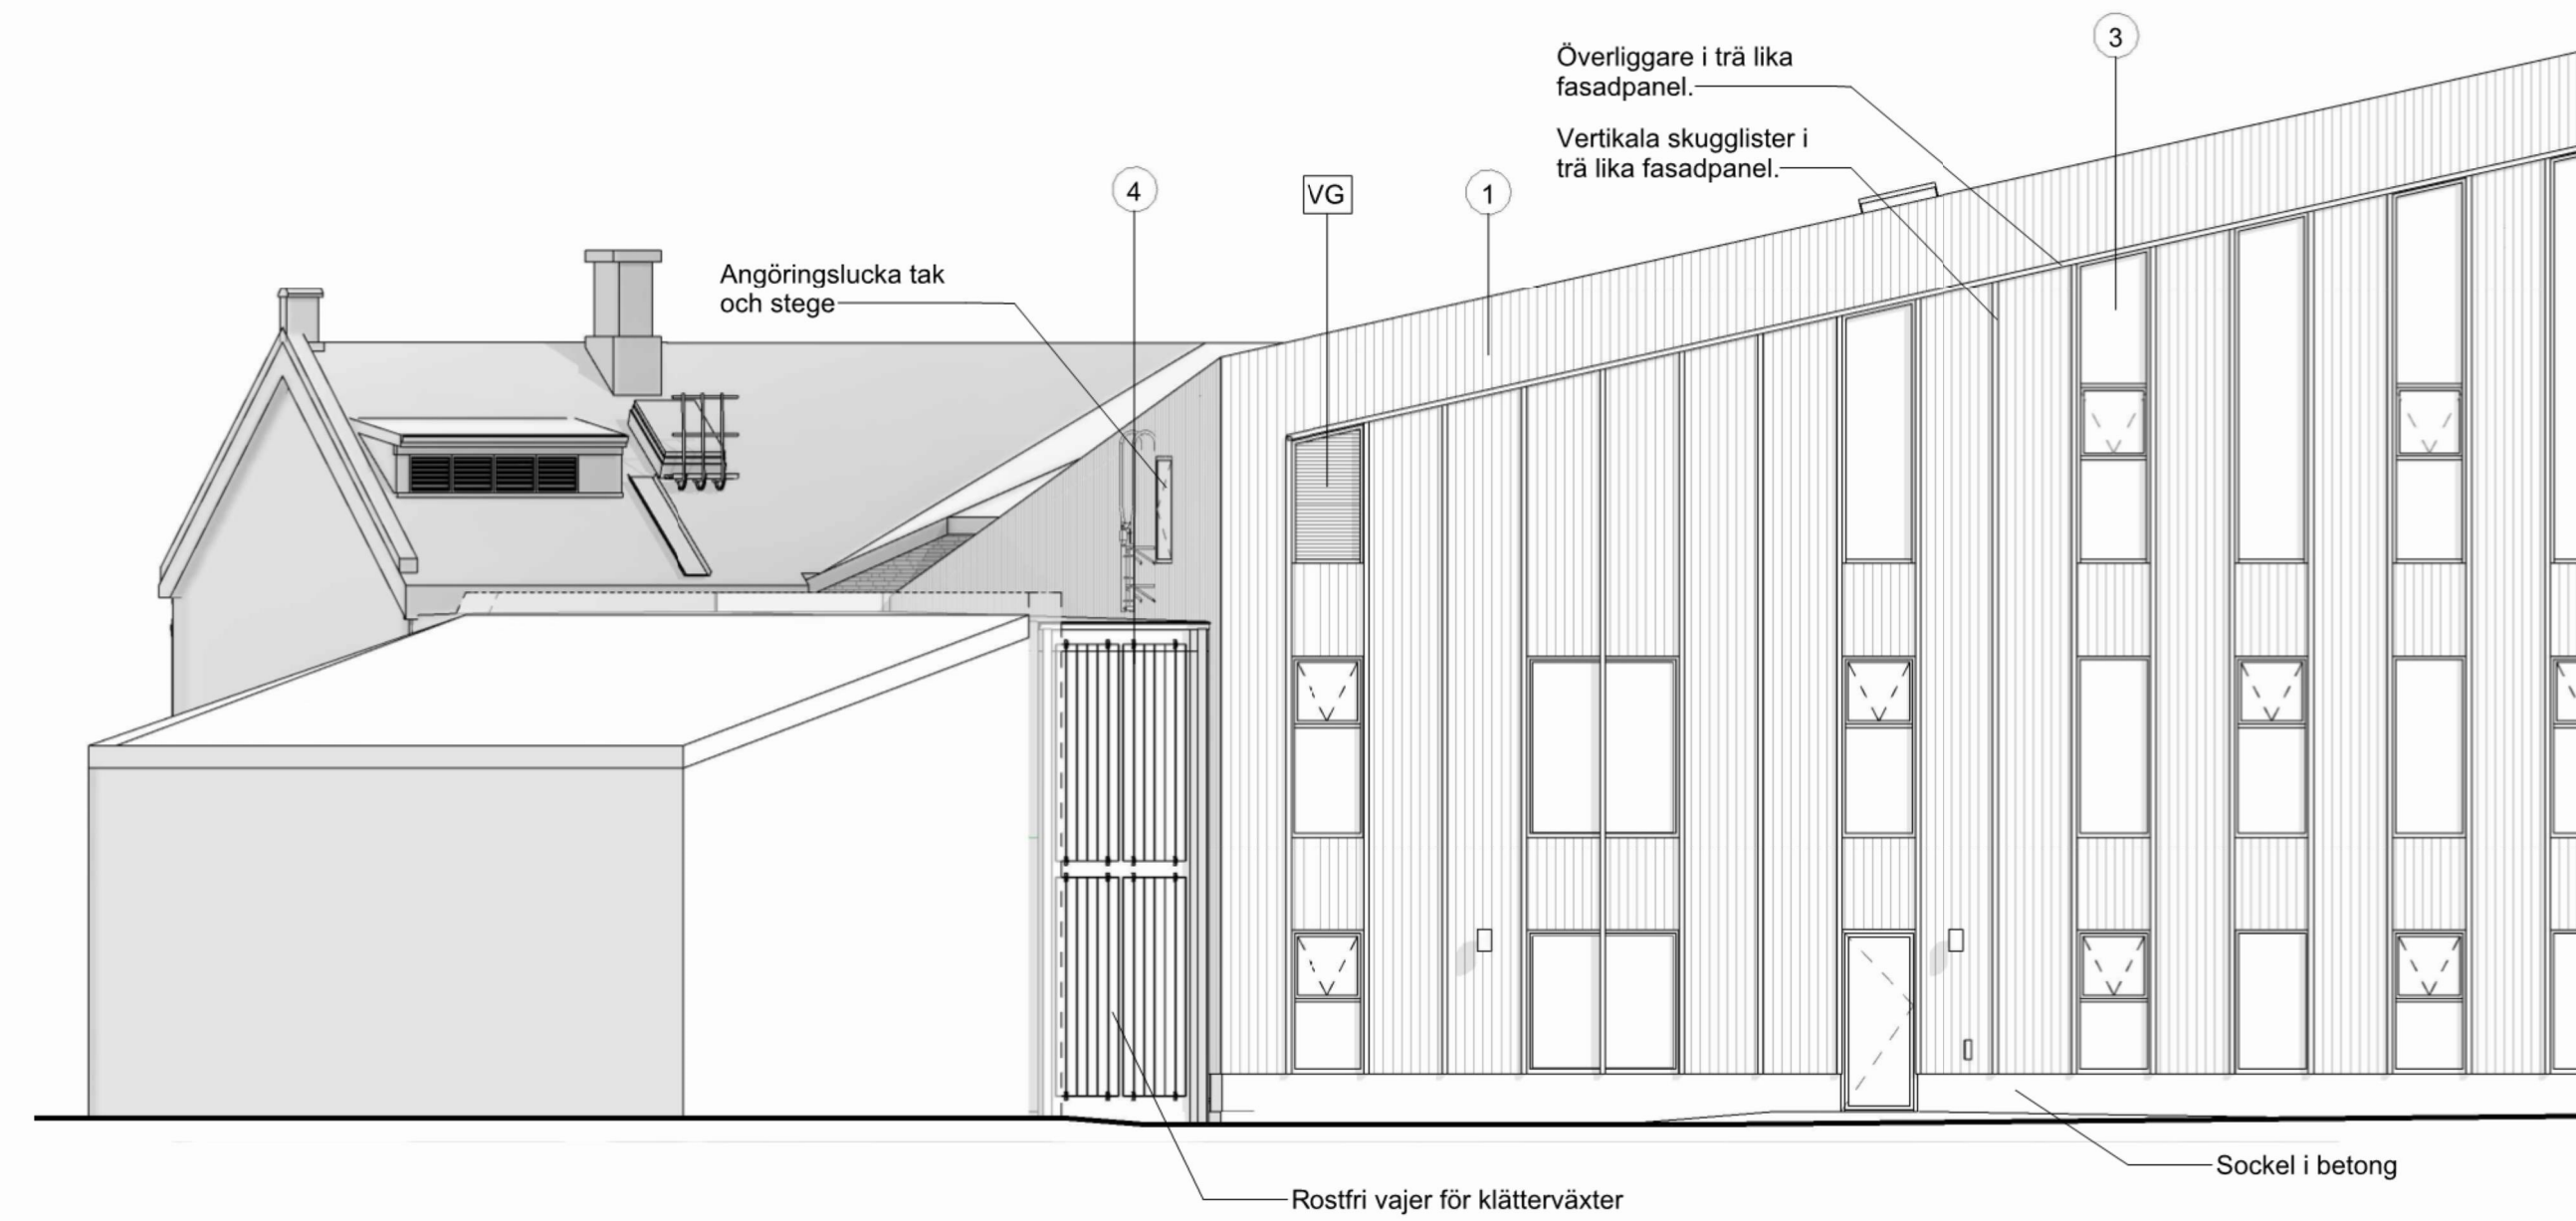 3
Överliggare i trä lika
fasadpanel.
Vertikala skugglister i
trä lika fasadpanel.
4
VG
1
Angöringslucka tak
och stege
Sockel i betong
Rostfri vajer för klätterväxter